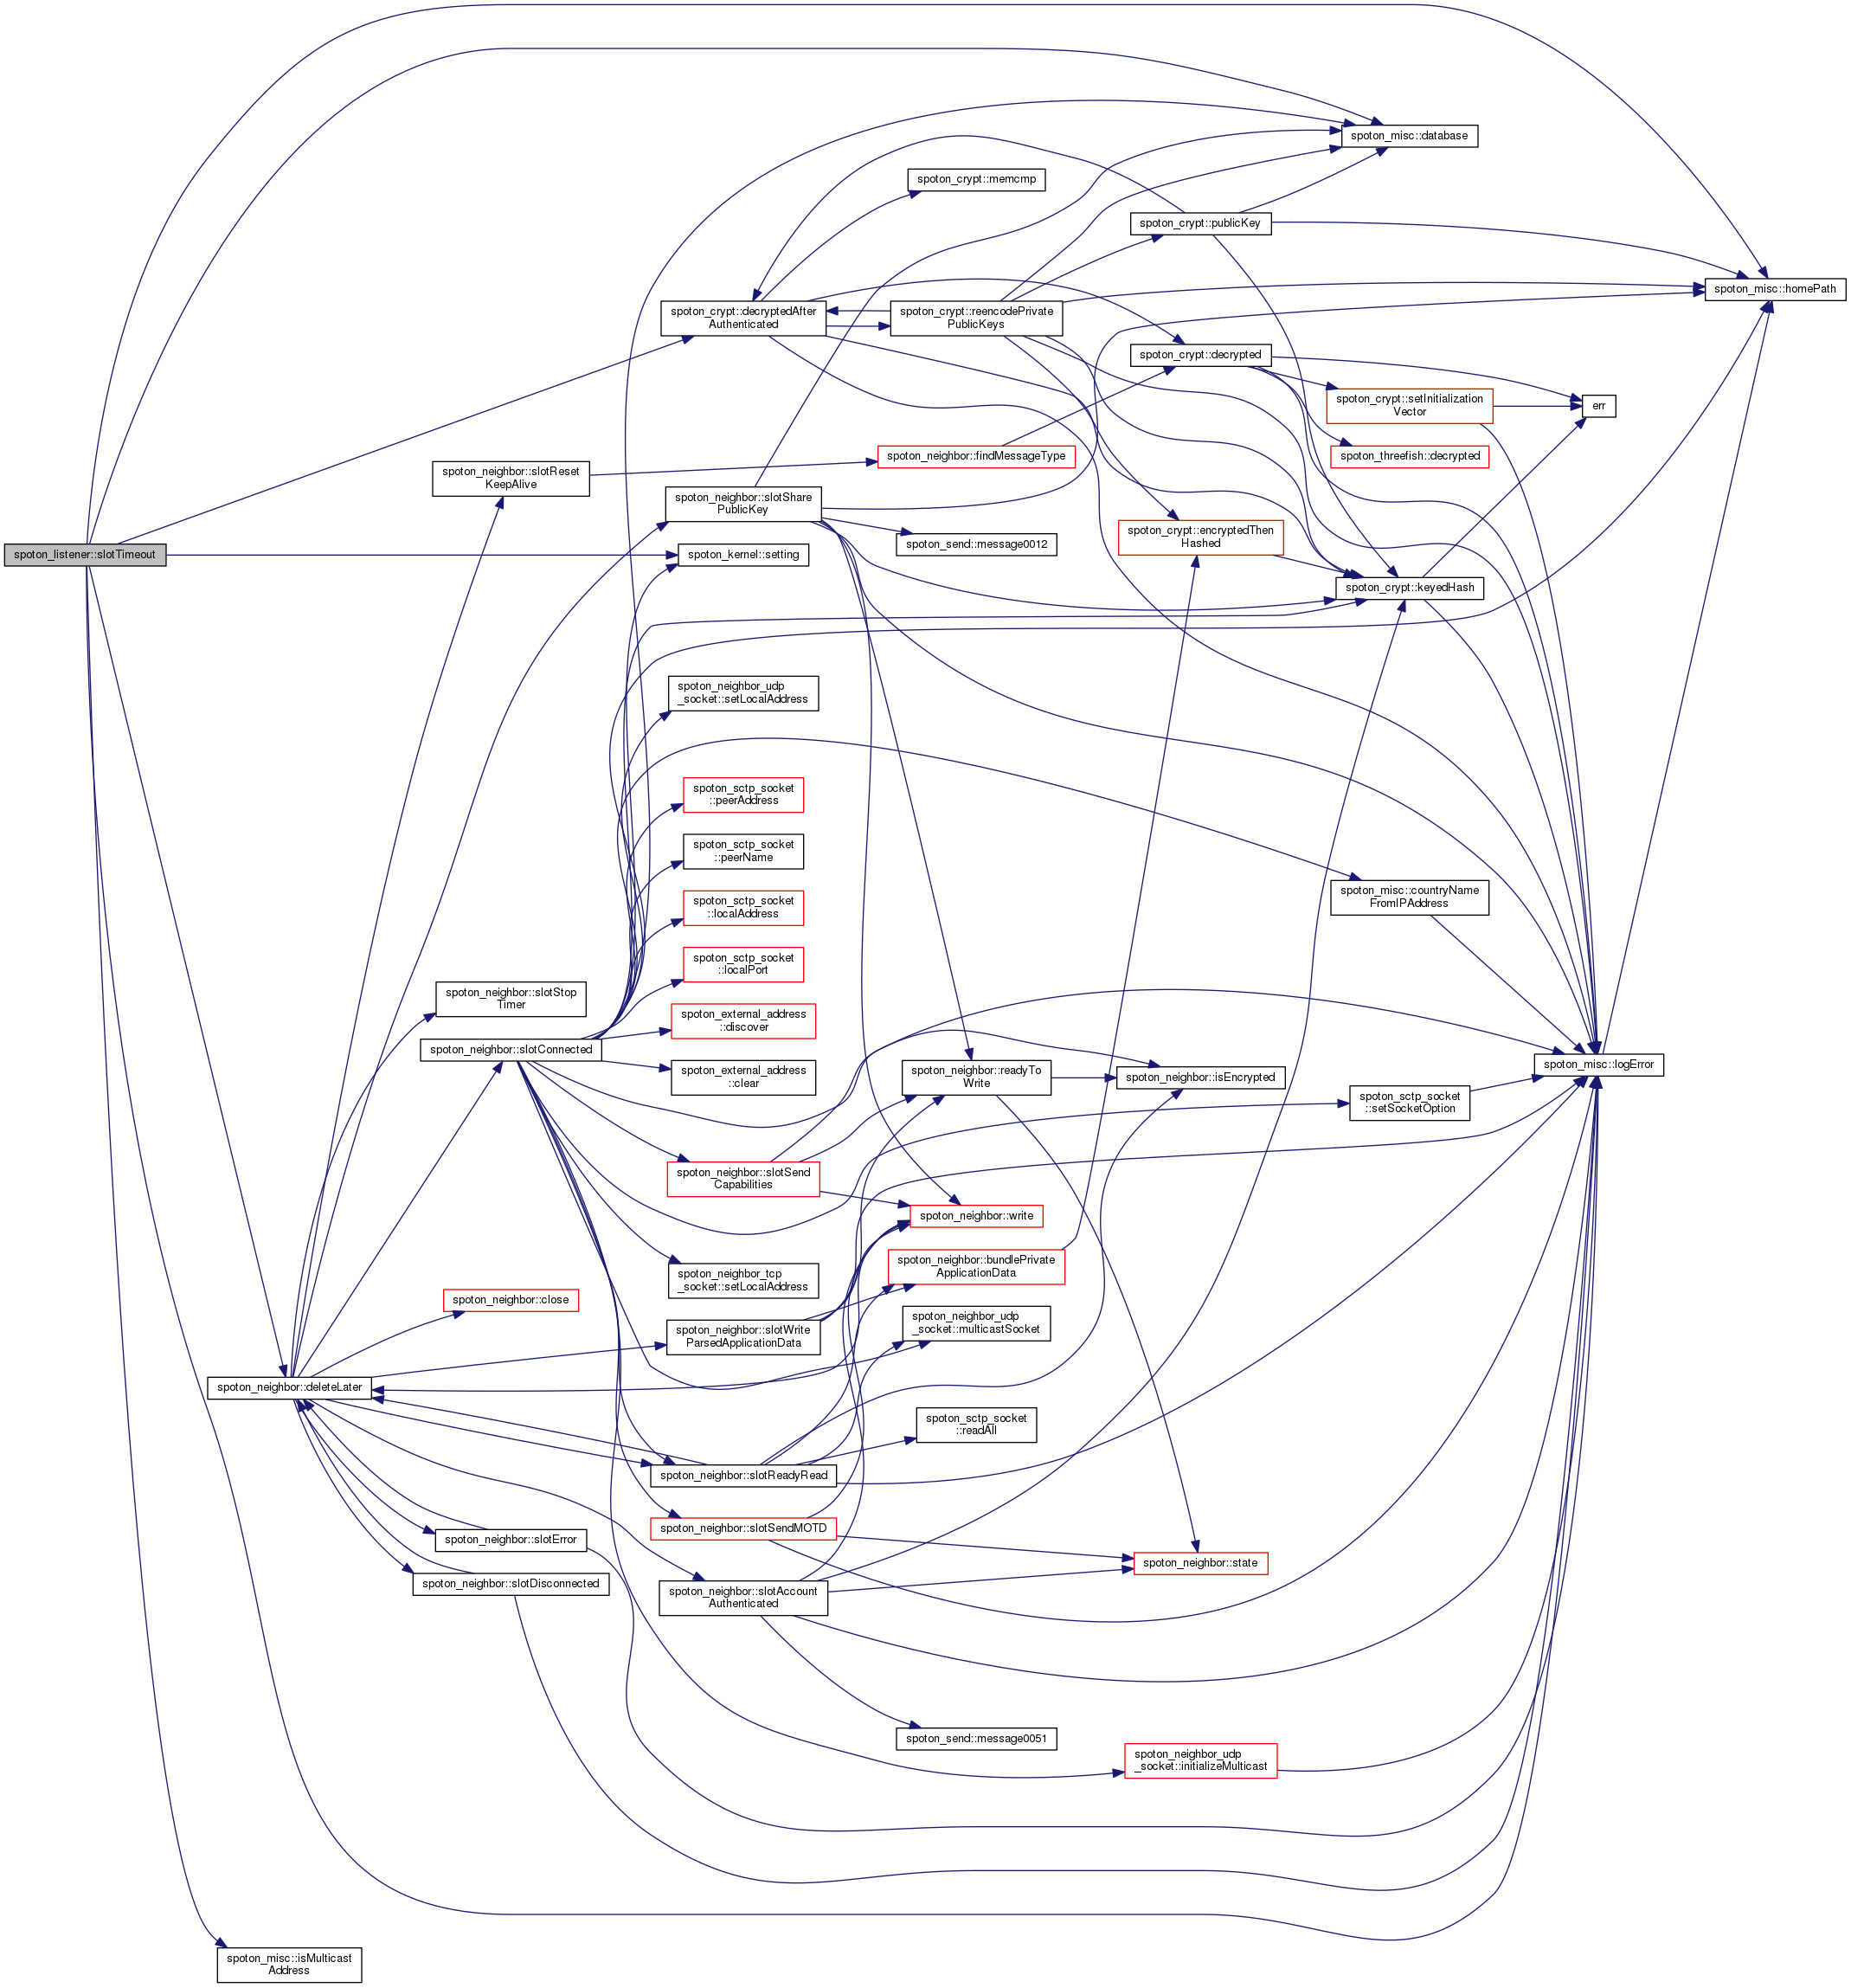 spoton_misc::database
spoton_crypt::memcmp
spoton_crypt::publicKey
spoton_misc::homePath
spoton_crypt::decryptedAfter
Authenticated
spoton_crypt::reencodePrivate
PublicKeys
spoton_crypt::decrypted
spoton_crypt::setInitialization
Vector
err
spoton_threefish::decrypted
spoton_neighbor::findMessageType
spoton_neighbor::slotReset
KeepAlive
spoton_neighbor::slotShare
PublicKey
spoton_crypt::encryptedThen
Hashed
spoton_send::message0012
spoton_listener::slotTimeout
spoton_kernel::setting
spoton_crypt::keyedHash
spoton_neighbor_udp
_socket::setLocalAddress
spoton_sctp_socket
::peerAddress
spoton_sctp_socket
::peerName
spoton_sctp_socket
::localAddress
spoton_misc::countryName
FromIPAddress
spoton_sctp_socket
::localPort
spoton_neighbor::slotStop
Timer
spoton_external_address
::discover
spoton_neighbor::slotConnected
spoton_external_address
::clear
spoton_neighbor::readyTo
Write
spoton_neighbor::isEncrypted
spoton_misc::logError
spoton_sctp_socket
::setSocketOption
spoton_neighbor::slotSend
Capabilities
spoton_neighbor::write
spoton_neighbor::bundlePrivate
ApplicationData
spoton_neighbor_tcp
_socket::setLocalAddress
spoton_neighbor::close
spoton_neighbor_udp
_socket::multicastSocket
spoton_neighbor::slotWrite
ParsedApplicationData
spoton_neighbor::deleteLater
spoton_sctp_socket
::readAll
spoton_neighbor::slotReadyRead
spoton_neighbor::slotSendMOTD
spoton_neighbor::slotError
spoton_neighbor::state
spoton_neighbor::slotDisconnected
spoton_neighbor::slotAccount
Authenticated
spoton_send::message0051
spoton_neighbor_udp
_socket::initializeMulticast
spoton_misc::isMulticast
Address